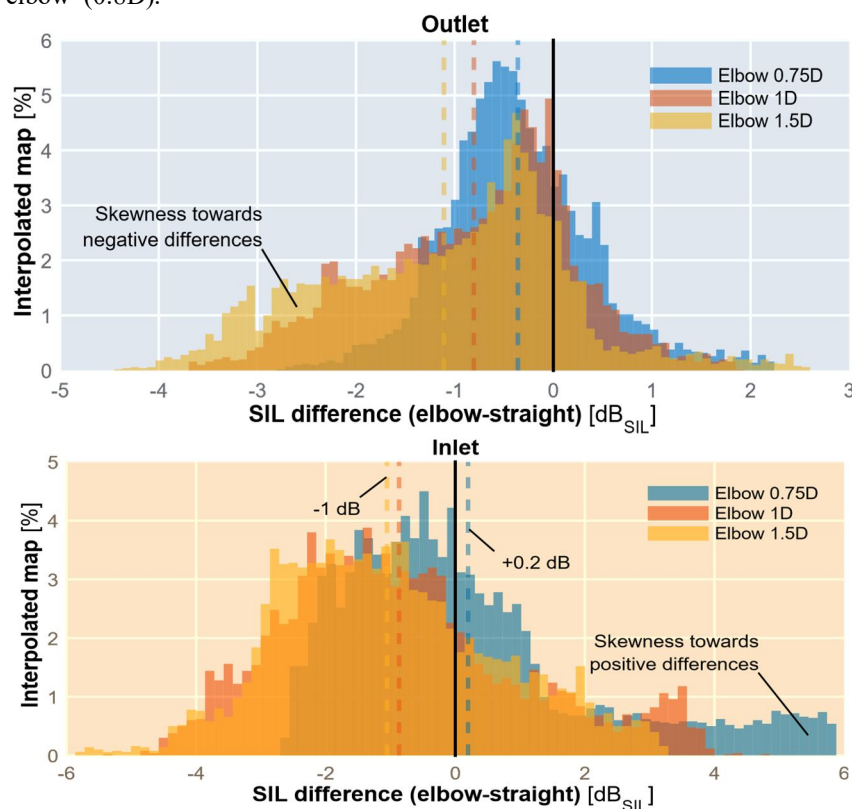 elbow (0.8D).
Outlet
6
5
4
3
2
1
0
Interpolated map [%]
Elbow 0.75D
Elbow 1D
Elbow 1.5D
Skewness towards
negative differences
-5 -4 -3 -2 -1 0 1 2 3
SIL difference (elbow-straight) [dB_SIL]
Inlet
5
4
3
2
1
0
Interpolated map [%]
-1 dB
+0.2 dB
Elbow 0.75D
Elbow 1D
Elbow 1.5D
Skewness towards
positive differences
-6 -4 -2 0 2 4 6
SIL difference (elbow-straight) [dB_SIL]